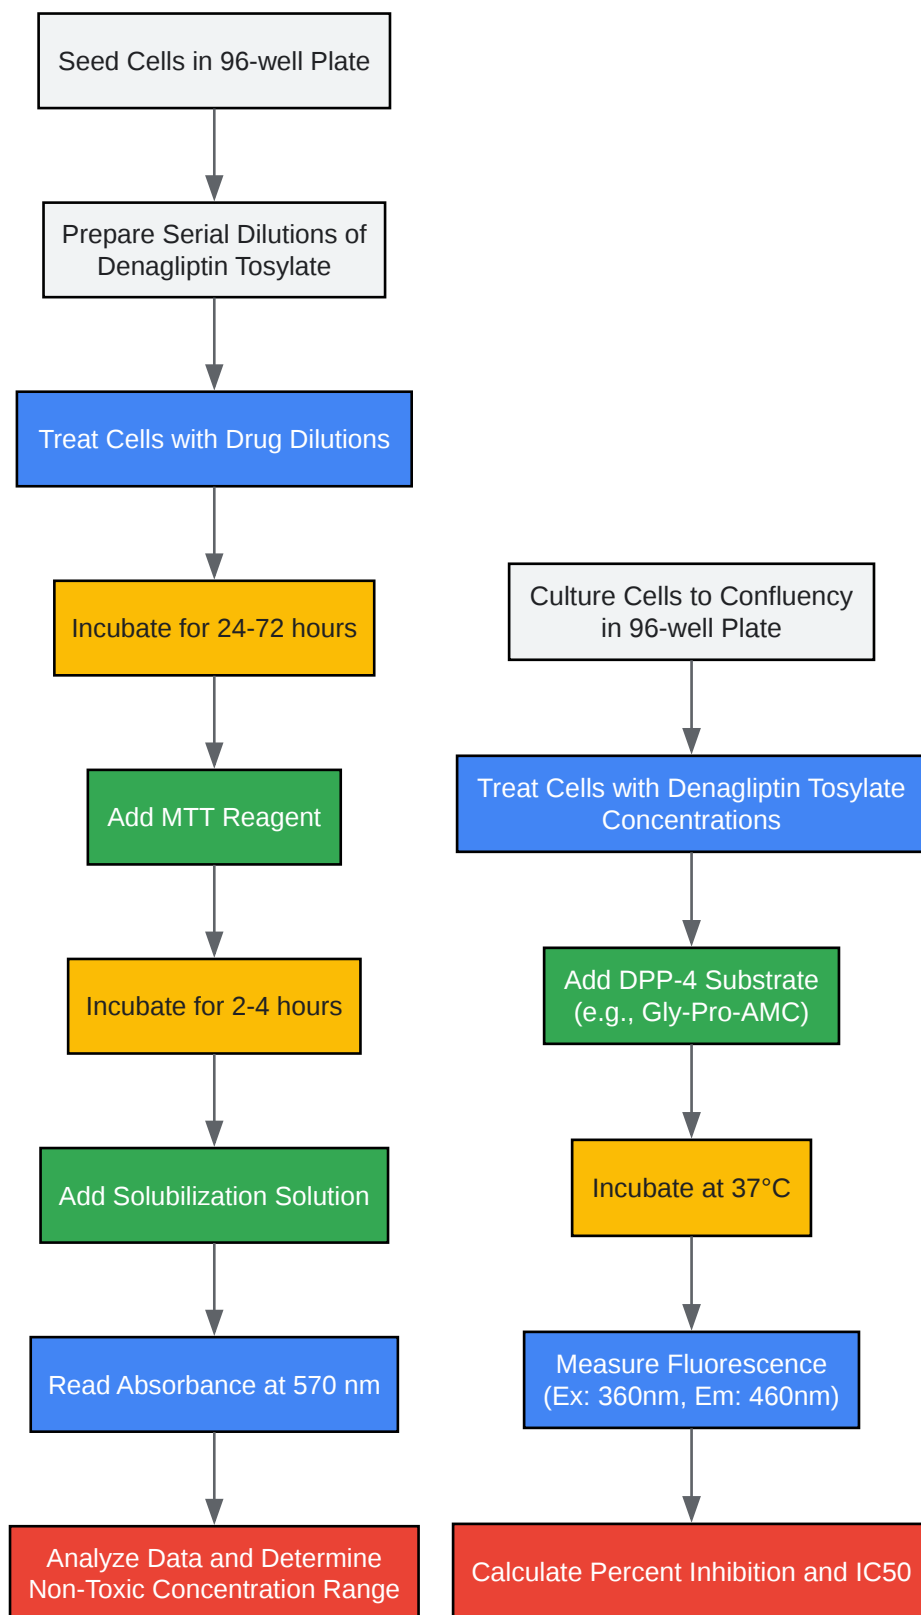 Seed Cells in 96-well Plate
Prepare Serial Dilutions of
Denagliptin Tosylate
Treat Cells with Drug Dilutions
Incubate for 24-72 hours
Add MTT Reagent
Incubate for 2-4 hours
Add Solubilization Solution
Read Absorbance at 570 nm
Analyze Data and Determine
Non-Toxic Concentration Range
Culture Cells to Confluency
in 96-well Plate
Treat Cells with Denagliptin Tosylate
Concentrations
Add DPP-4 Substrate
(e.g., Gly-Pro-AMC)
Incubate at 37°C
Measure Fluorescence
(Ex: 360nm, Em: 460nm)
Calculate Percent Inhibition and IC50